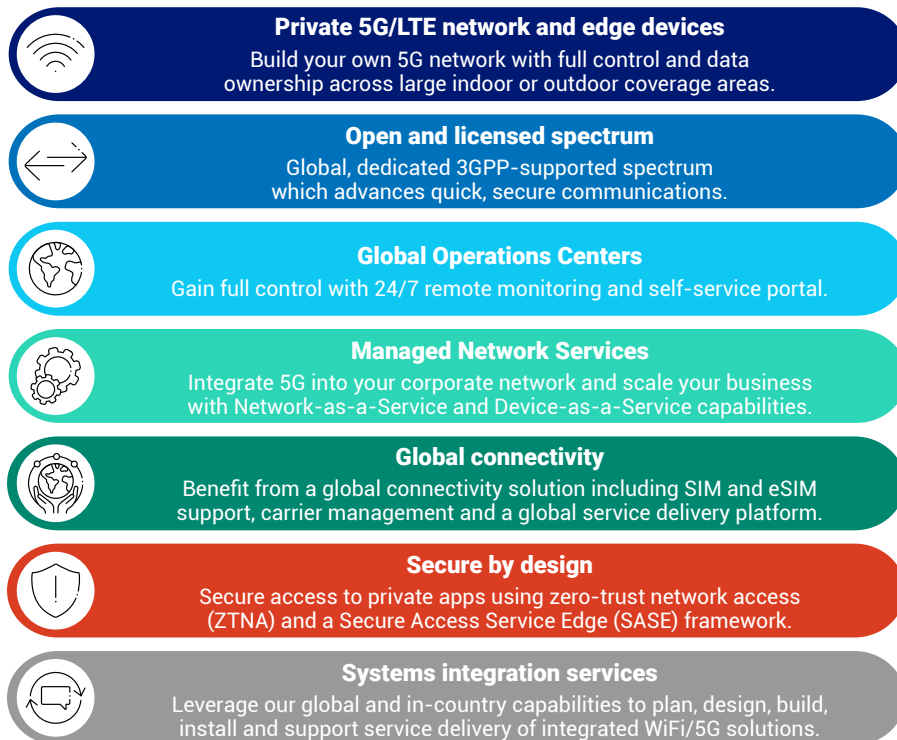 Private 5G/LTE network and edge devices
Build your own 5G network with full control and data
ownership across large indoor or outdoor coverage areas.
Open and licensed spectrum
Global, dedicated 3GPP-supported spectrum
which advances quick, secure communications.
Global Operations Centers
Gain full control with 24/7 remote monitoring and self-service portal.
Managed Network Services
Integrate 5G into your corporate network and scale your business
with Network-as-a-Service and Device-as-a-Service capabilities.
Global connectivity
Benefit from a global connectivity solution including SIM and eSIM
support, carrier management and a global service delivery platform.
Secure by design
Secure access to private apps using zero-trust network access
(ZTNA) and a Secure Access Service Edge (SASE) framework.
Systems integration services
Leverage our global and in-country capabilities to plan, design, build,
install and support service delivery of integrated WiFi/5G solutions.